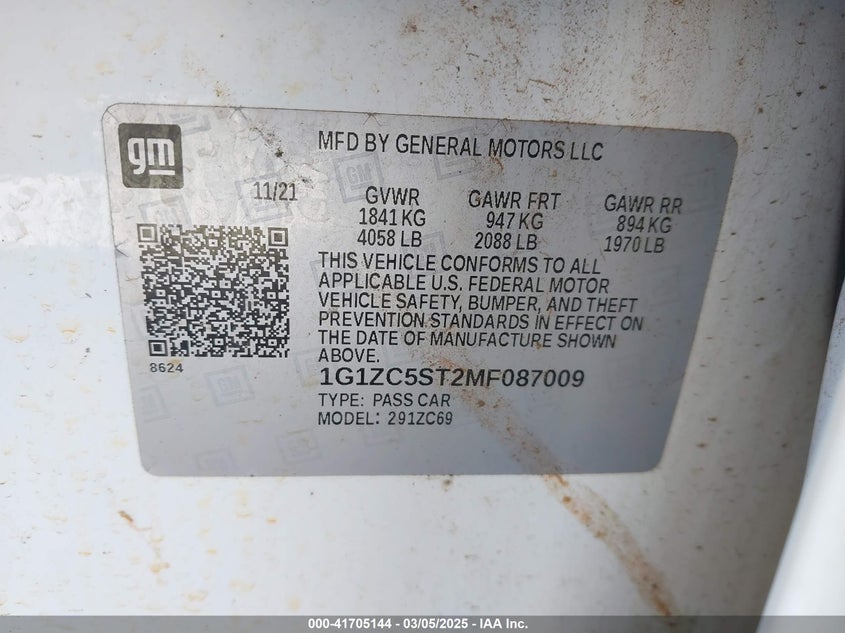 gm
MFD BY GENERAL MOTORS LLC
11/21
GVWR GAWR FRT GAWR RR
1841 KG 947 KG 894 KG
4058 LB 2088 LB 1970 LB
THIS VEHICLE CONFORMS TO ALL
APPLICABLE U.S. FEDERAL MOTOR
VEHICLE SAFETY, BUMPER, AND THEFT
PREVENTION STANDARDS IN EFFECT ON
THE DATE OF MANUFACTURE SHOWN
ABOVE.
8624
1G1ZC5ST2MF087009
TYPE: PASS CAR
MODEL: 291ZC69
000-41705144 — 03/05/2025 — IAA Inc.